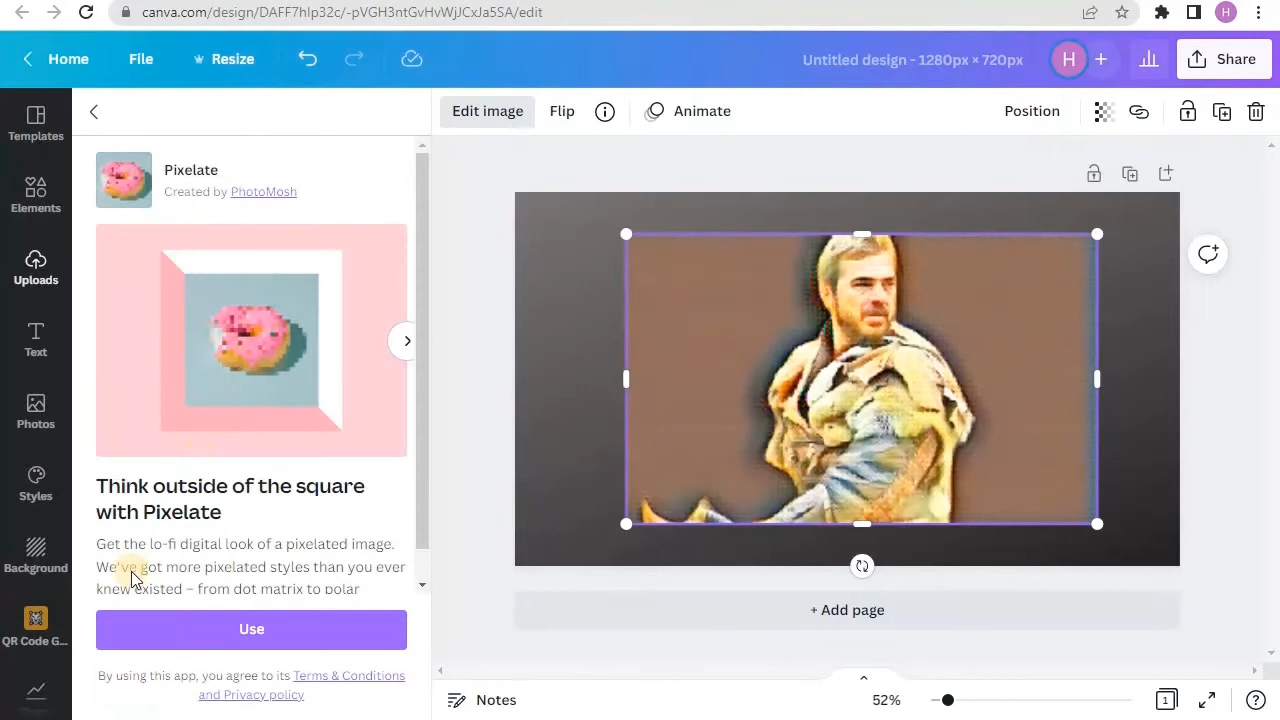 canva.com/design/DAFF7hIp32c/-pVGH3ntGvHvWjJCxJa5SA/edit
H
Home
File
Resize
Untitled design - 1280px × 720px
H
+
Share
Templates
Elements
Uploads
Text
Photos
Styles
Background
QR Code G...
Pixelate
Created by PhotoMosh
Think outside of the square
with Pixelate
Get the lo-fi digital look of a pixelated image.
We've got more pixelated styles than you ever
knew existed – from dot matrix to polar
Use
By using this app, you agree to its Terms & Conditions
and Privacy policy
Edit image
Flip
Animate
Position
+ Add page
Notes
52%
1
?